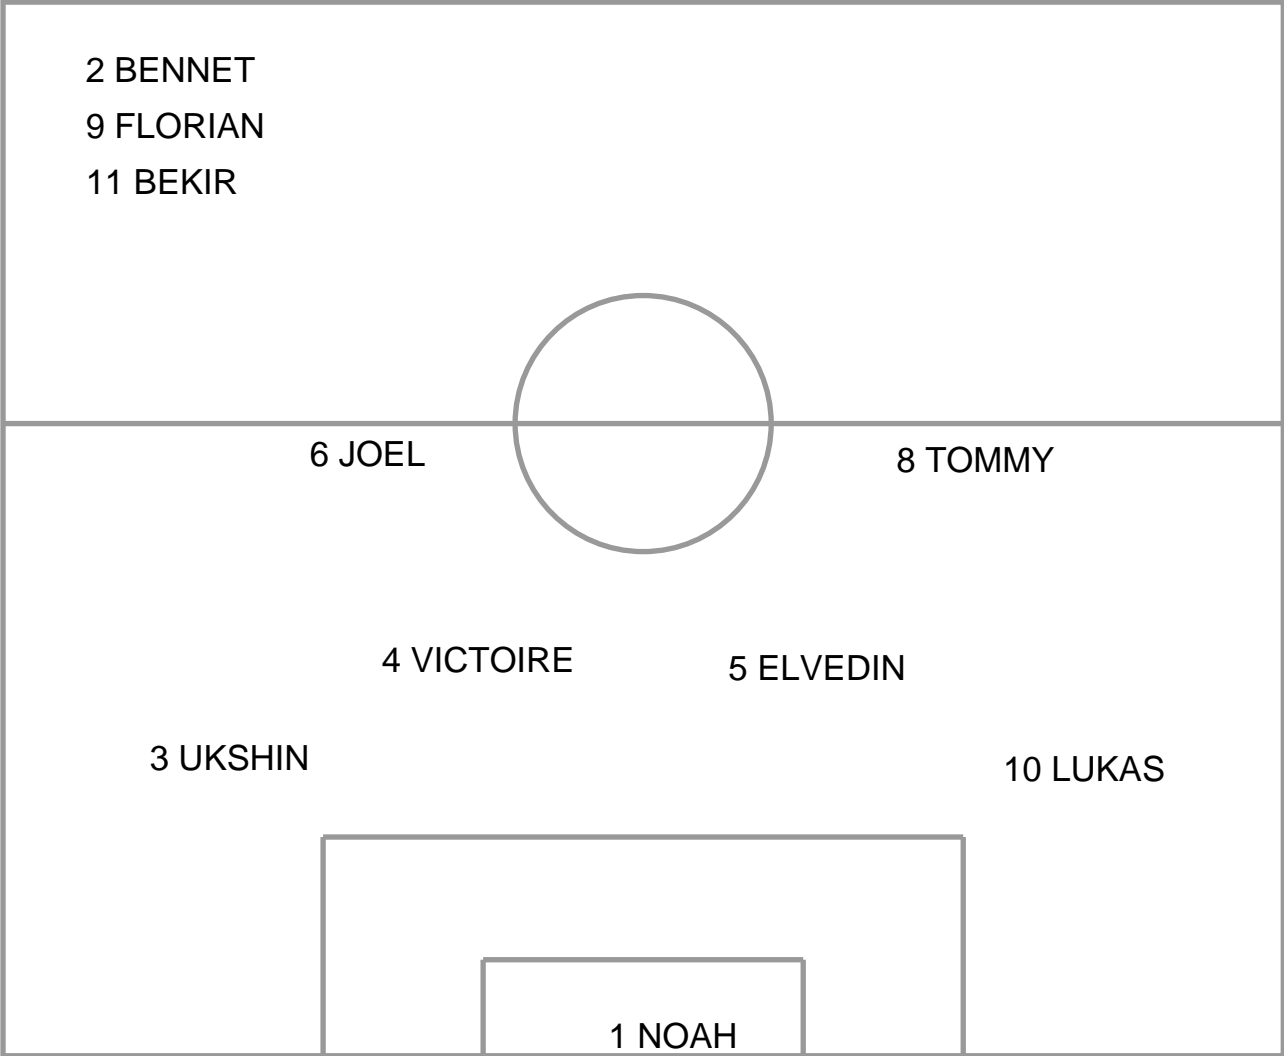 2 BENNET
9 FLORIAN
11 BEKIR
6 JOEL
8 TOMMY
4 VICTOIRE
5 ELVEDIN
3 UKSHIN
10 LUKAS
1 NOAH